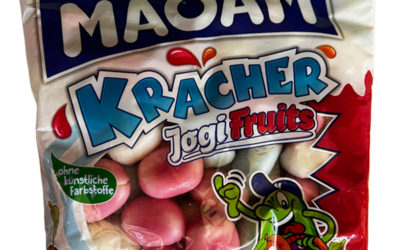 MAOAM
KRACHER
JogiFruits
ohne
künstliche
Farbstoffe